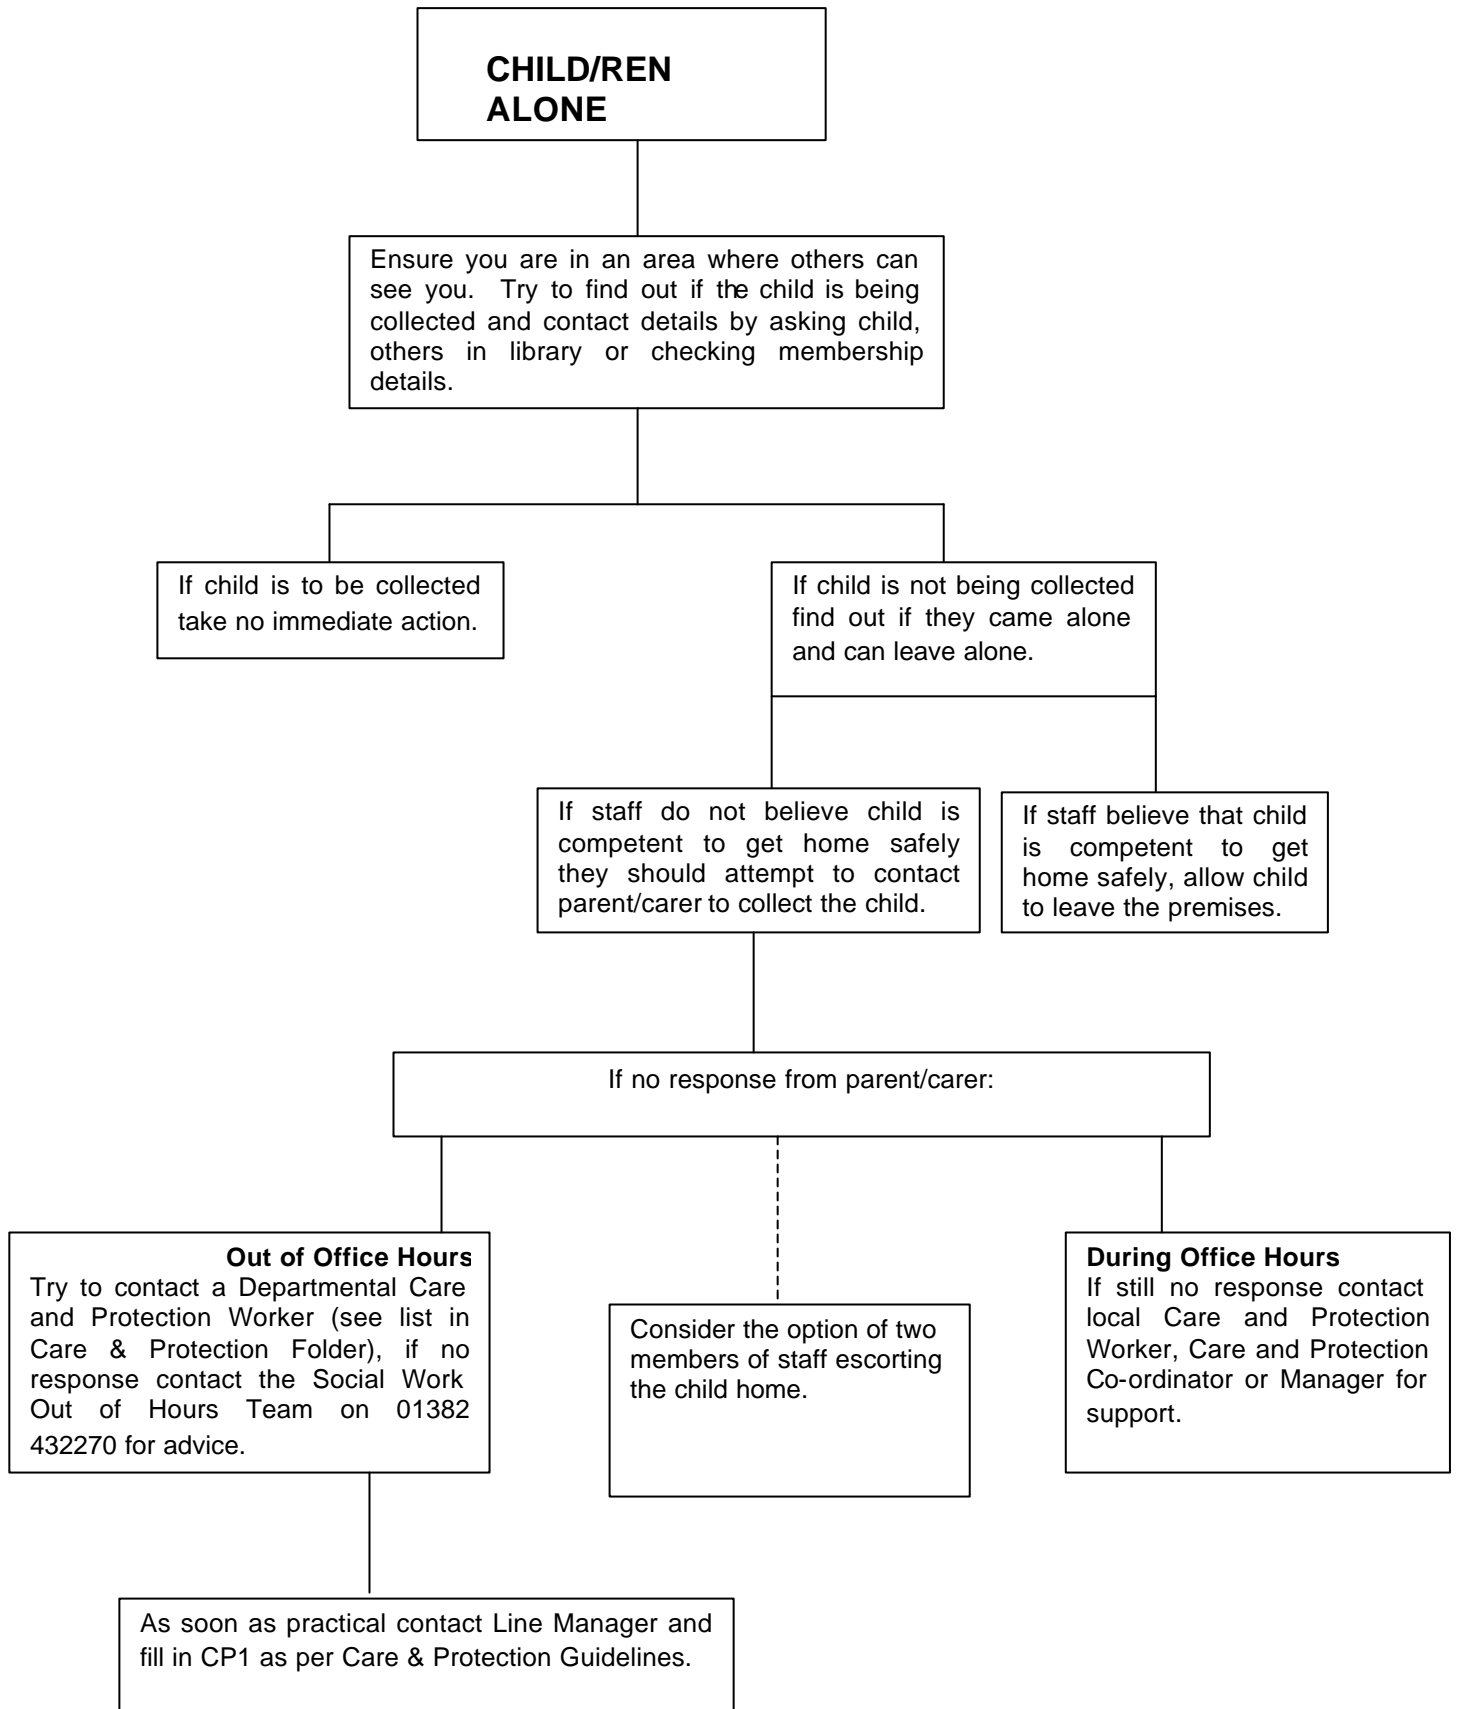 CHILD/REN
ALONE
Ensure you are in an area where others can
see you. Try to find out if the child is being
collected and contact details by asking child,
others in library or checking membership
details.
If child is to be collected
take no immediate action.
If child is not being collected
find out if they came alone
and can leave alone.
If staff do not believe child is
competent to get home safely
they should attempt to contact
parent/carer to collect the child.
If staff believe that child
is competent to get
home safely, allow child
to leave the premises.
If no response from parent/carer:
Out of Office Hours
Try to contact a Departmental Care
and Protection Worker (see list in
Care & Protection Folder), if no
response contact the Social Work
Out of Hours Team on 01382
432270 for advice.
Consider the option of two
members of staff escorting
the child home.
During Office Hours
If still no response contact
local Care and Protection
Worker, Care and Protection
Co-ordinator or Manager for
support.
As soon as practical contact Line Manager and
fill in CP1 as per Care & Protection Guidelines.